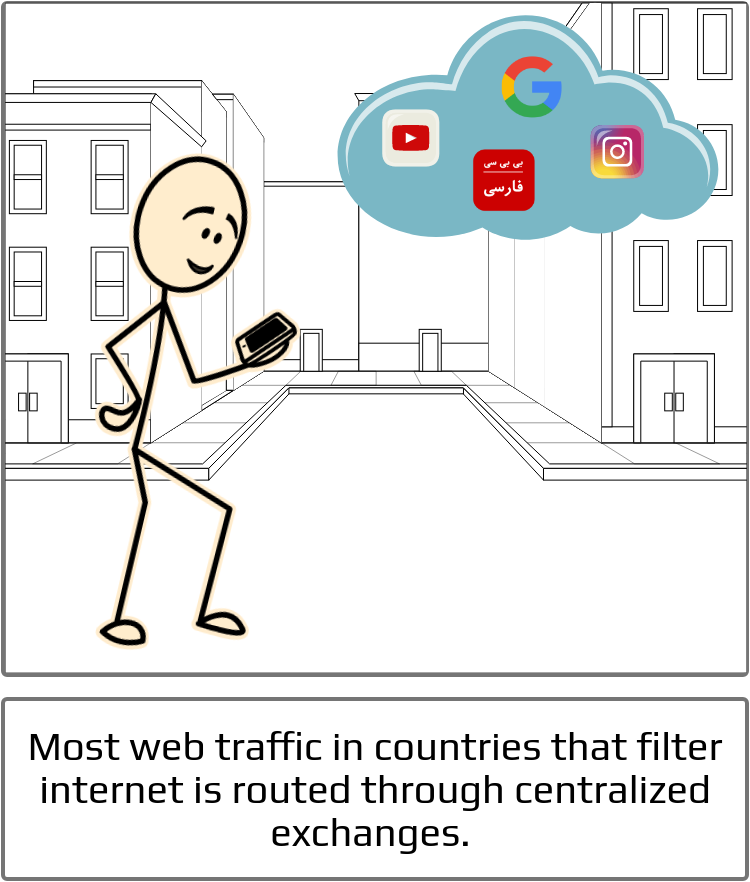 بی بی سی
فارسی
Most web traffic in countries that filter
internet is routed through centralized
exchanges.